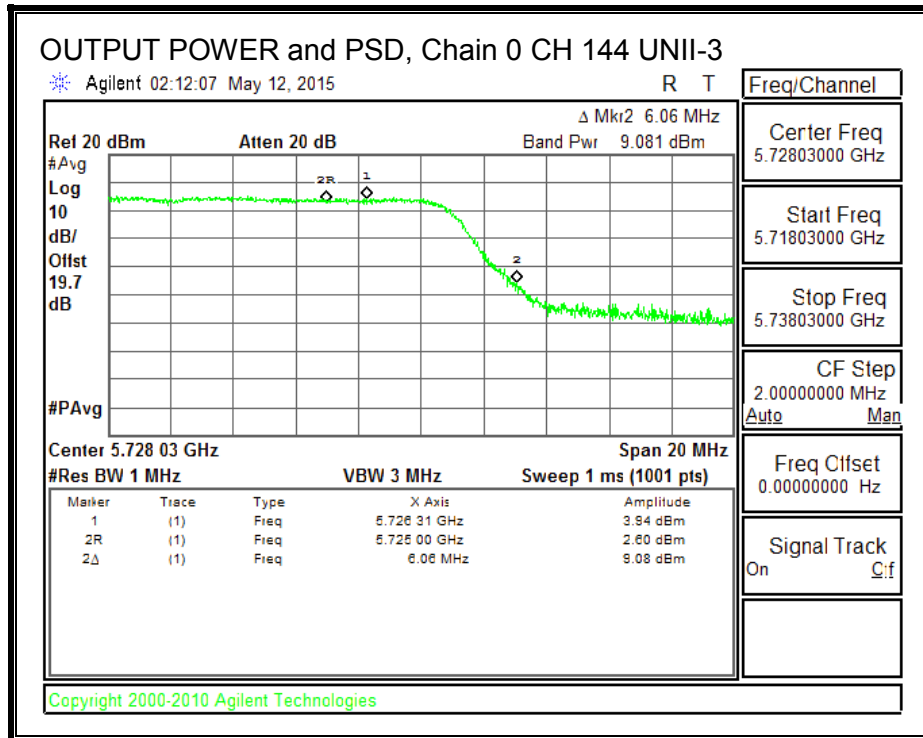 OUTPUT POWER and PSD, Chain 0 CH 144 UNII-3
Agilent 02:12:07 May 12, 2015 R T
Δ Mkr2 6.06 MHz
Ref 20 dBm Atten 20 dB Band Pwr 9.081 dBm
#Avg
Log
10
dB/
Offst
19.7
dB
#PAvg
2R
1
2
Center 5.728 03 GHz Span 20 MHz
#Res BW 1 MHz VBW 3 MHz Sweep 1 ms (1001 pts)
Marker Trace Type X Axis Amplitude
1 (1) Freq 5.726 31 GHz 3.94 dBm
2R (1) Freq 5.725 00 GHz 2.60 dBm
2Δ (1) Freq 6.06 MHz 9.08 dBm
Freq/Channel
Center Freq
5.72803000 GHz
Start Freq
5.71803000 GHz
Stop Freq
5.73803000 GHz
CF Step
2.00000000 MHz
Auto Man
Freq Offset
0.00000000 Hz
Signal Track
On Off
Copyright 2000-2010 Agilent Technologies